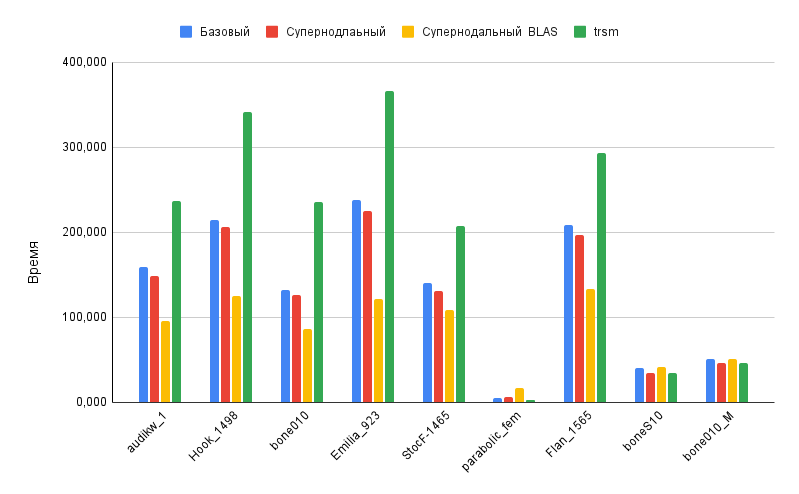 Базовый Супернодлаьный Супернодальный BLAS trsm
400,000
300,000
200,000
100,000
0,000
Время
audikw_1
Hook_1498
bone010
Emilia_923
StocF-1465
parabolic_fem
Flan_1565
boneS10
bone010_M